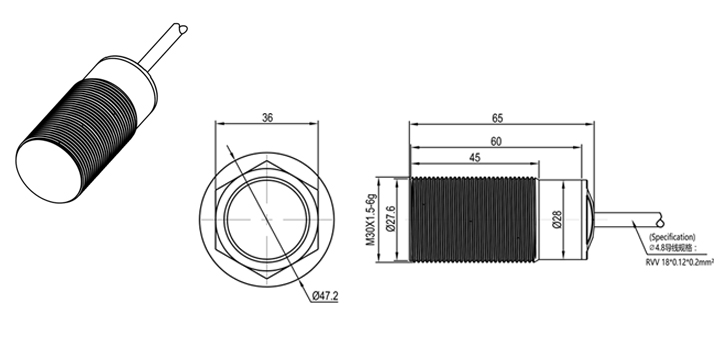 36
Ø47.2
65
60
45
M30X1.5-6g
Ø27.6
Ø28
(Specification)
∅4.8导线规格：
RVV 18*0.12*0.2mm²